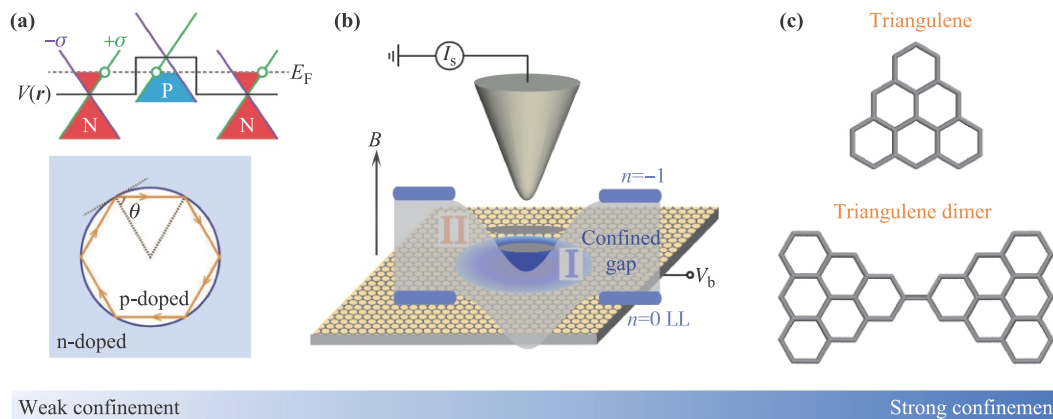 (a)
−σ
+σ
E_F
V(r)
P
N
N
θ
p-doped
n-doped
(b)
I_s
B
n=−1
II
I
Confined
gap
V_b
n=0 LL
(c)
Triangulene
Triangulene dimer
Weak confinement
Strong confinemen